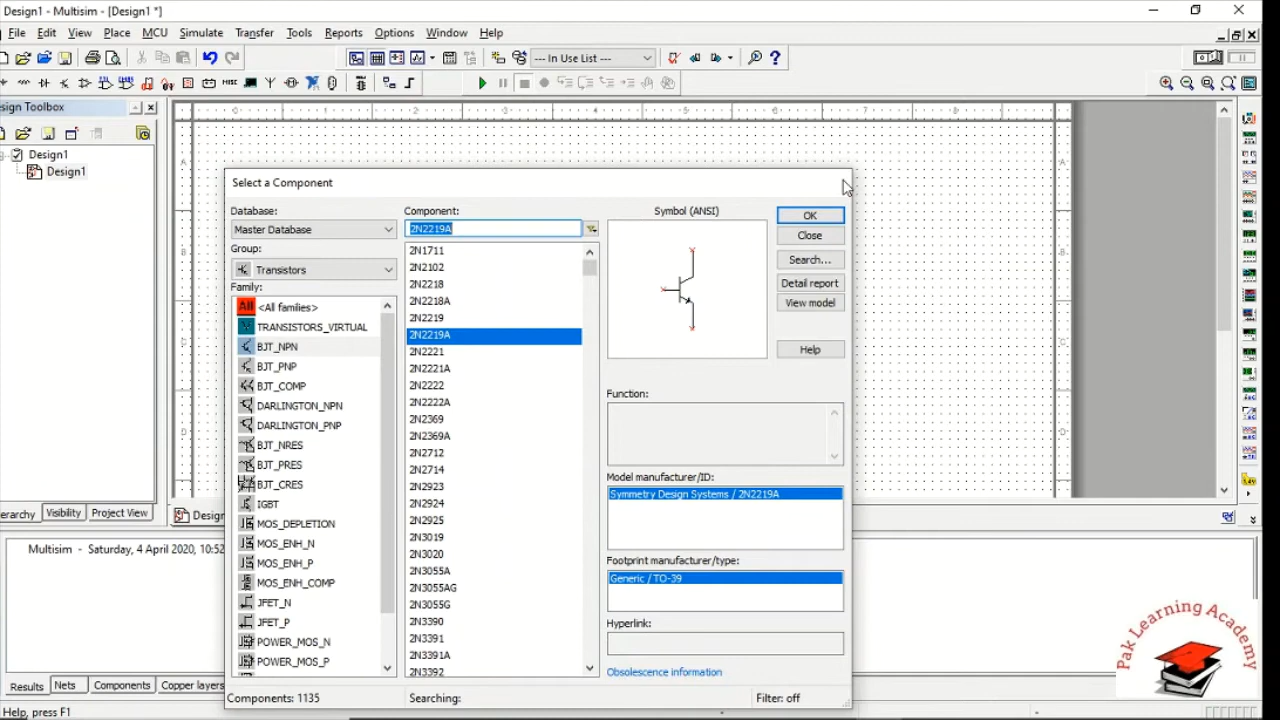 Design1 - Multisim - [Design1 *]
File Edit View Place MCU Simulate Transfer Tools Reports Options Window Help
--- In Use List ---
esign Toolbox
Design1
Design1
Select a Component
Database:
Master Database
Group:
Transistors
Family:
All <All families>
TRANSISTORS_VIRTUAL
BJT_NPN
BJT_PNP
BJT_COMP
DARLINGTON_NPN
DARLINGTON_PNP
BJT_NRES
BJT_PRES
BJT_CRES
IGBT
MOS_DEPLETION
MOS_ENH_N
MOS_ENH_P
MOS_ENH_COMP
JFET_N
JFET_P
POWER_MOS_N
POWER_MOS_P
Components: 1135
Component:
2N2219A
2N1711
2N2102
2N2218
2N2218A
2N2219
2N2219A
2N2221
2N2221A
2N2222
2N2222A
2N2369
2N2369A
2N2712
2N2714
2N2923
2N2924
2N2925
2N3019
2N3020
2N3055A
2N3055AG
2N3055G
2N3390
2N3391
2N3391A
2N3392
Searching:
Symbol (ANSI)
OK
Close
Search...
Detail report
View model
Help
Function:
Model manufacturer/ID:
Symmetry Design Systems / 2N2219A
Footprint manufacturer/type:
Generic / TO-39
Hyperlink:
Obsolescence information
Filter: off
erarchy Visibility Project View
Design
Multisim - Saturday, 4 April 2020, 10:52
Results Nets Components Copper layers
Help, press F1
Pak Learning Academy